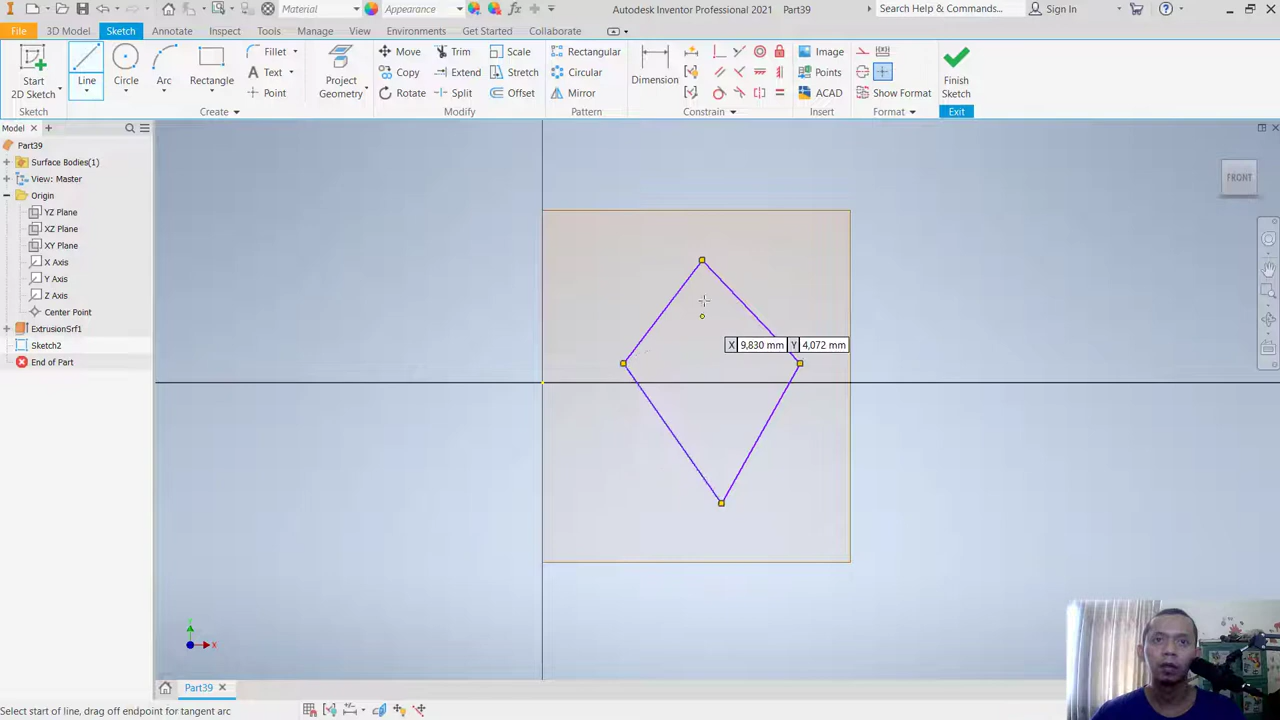 Material
Appearance
Autodesk Inventor Professional 2021
Part39
Search Help & Commands...
Sign In
File
3D Model
Sketch
Annotate
Inspect
Tools
Manage
View
Environments
Get Started
Collaborate
Start
2D Sketch
Line
Circle
Arc
Rectangle
Fillet
Text
Point
Project
Geometry
Move
Copy
Rotate
Trim
Extend
Split
Scale
Stretch
Offset
Rectangular
Circular
Mirror
Dimension
Image
Points
ACAD
Show Format
Finish
Sketch
Sketch
Create
Modify
Pattern
Constrain
Insert
Format
Exit
Model
Part39
Surface Bodies(1)
View: Master
Origin
YZ Plane
XZ Plane
XY Plane
X Axis
Y Axis
Z Axis
Center Point
ExtrusionSrf1
Sketch2
End of Part
FRONT
X 9,830 mm Y 4,072 mm
Y
X
Part39
Select start of line, drag off endpoint for tangent arc